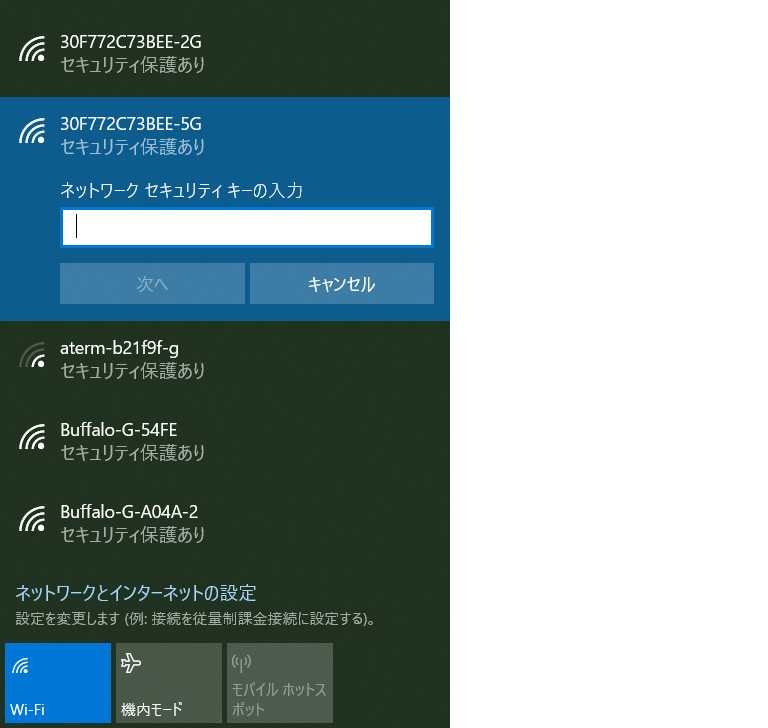 30F772C73BEE-2G
セキュリティ保護あり
30F772C73BEE-5G
セキュリティ保護あり
ネットワーク セキュリティ キーの入力
次へ
キャンセル
aterm-b21f9f-g
セキュリティ保護あり
Buffalo-G-54FE
セキュリティ保護あり
Buffalo-G-A04A-2
セキュリティ保護あり
ネットワークとインターネットの設定
設定を変更します (例: 接続を従量制課金接続に設定する)。
Wi-Fi
機内モード
モバイル ホットス
ポット